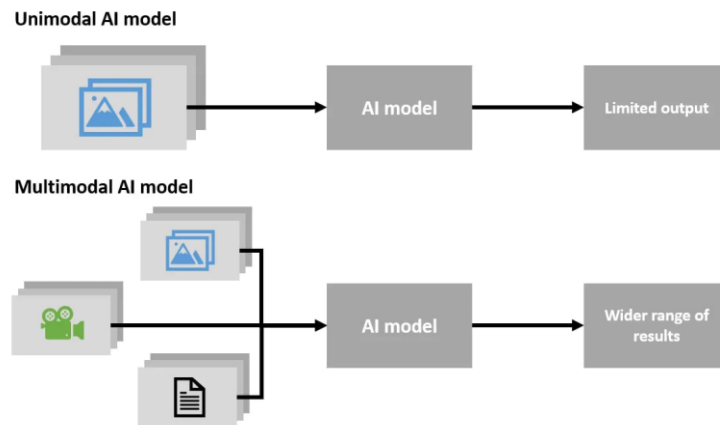 Unimodal AI model
AI model
Limited output
Multimodal AI model
AI model
Wider range of
results